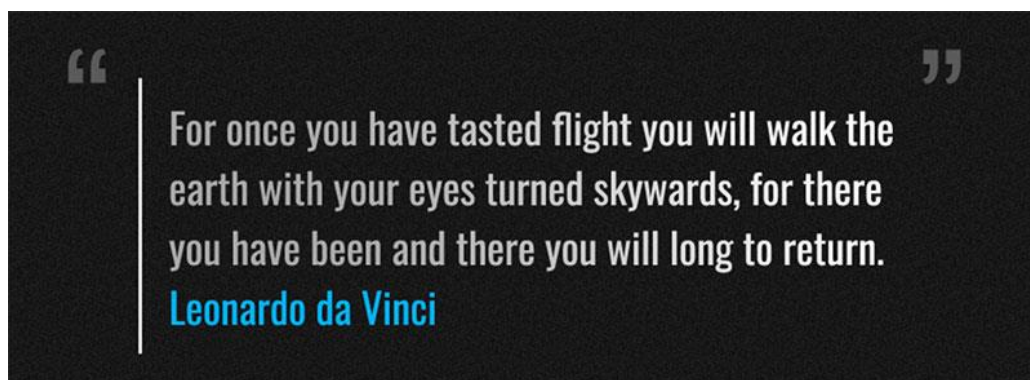 “ ”
For once you have tasted flight you will walk the
earth with your eyes turned skywards, for there
you have been and there you will long to return.
Leonardo da Vinci